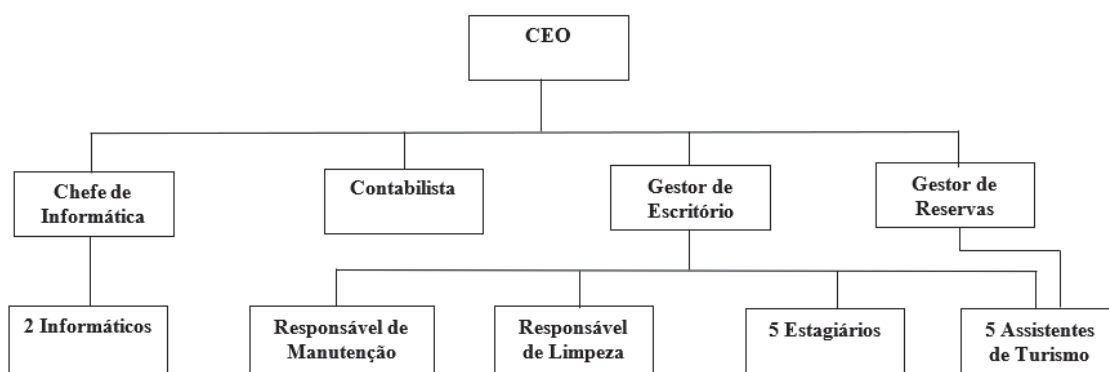 CEO
Chefe de
Informática
Contabilista
Gestor de
Escritório
Gestor de
Reservas
2 Informáticos
Responsável de
Manutenção
Responsável
de Limpeza
5 Estagiários
5 Assistentes
de Turismo